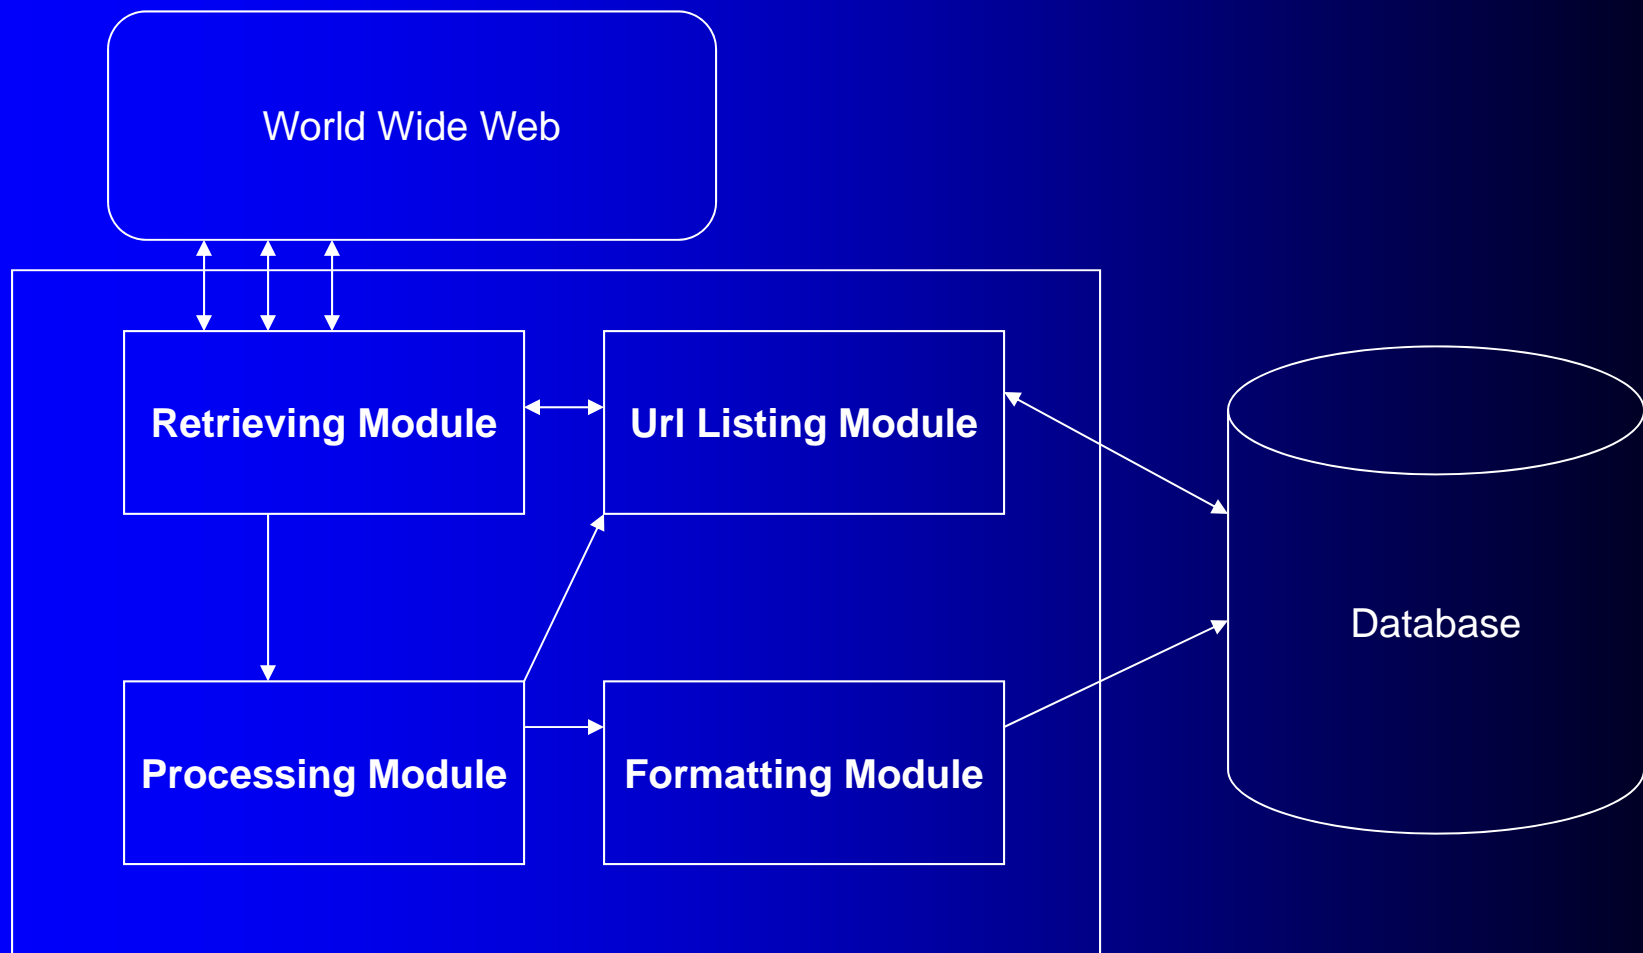 World Wide Web
Retrieving Module
Url Listing Module
Database
Processing Module
Formatting Module